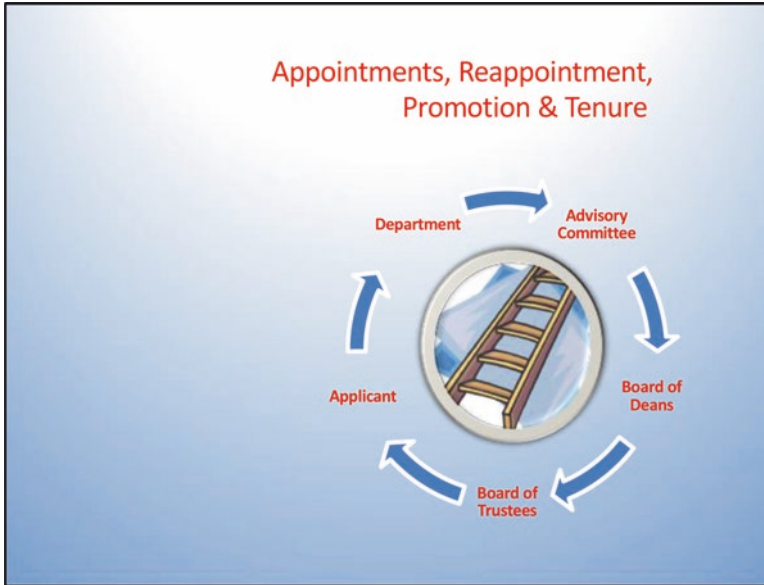 Appointments, Reappointment,
Promotion & Tenure
Department
Advisory
Committee
Board of
Deans
Board of
Trustees
Applicant